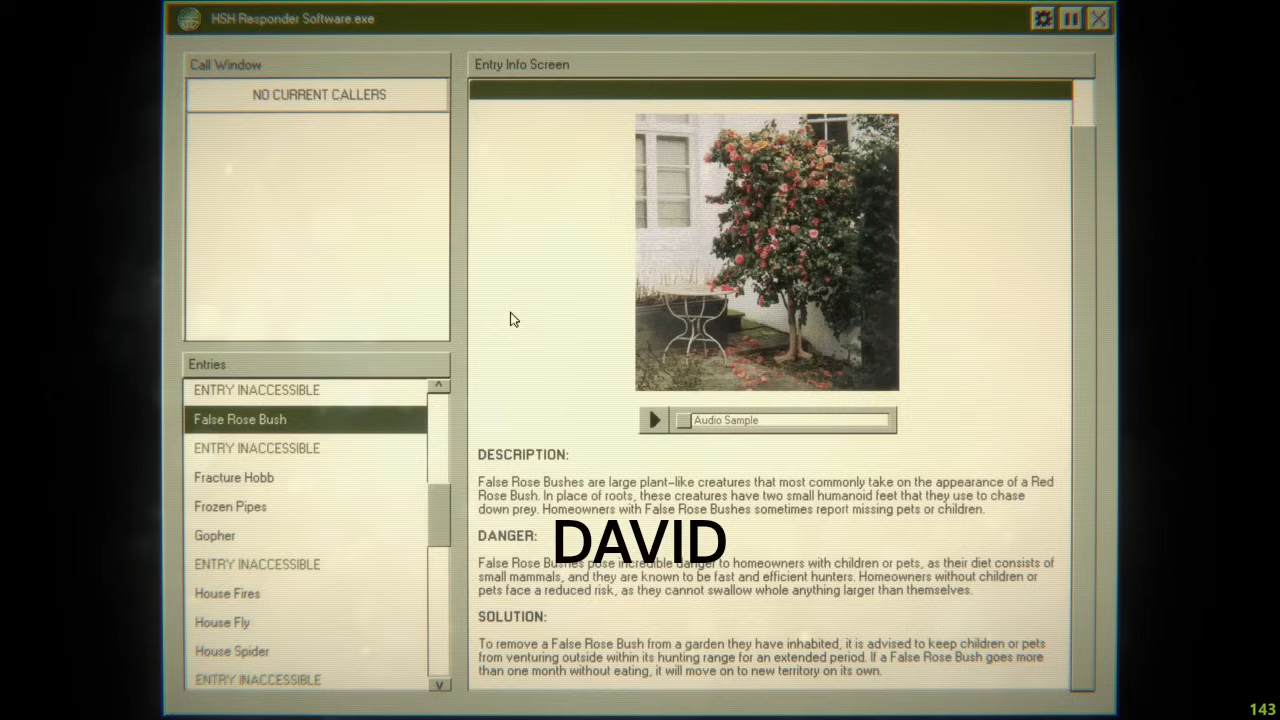 HSH Responder Software.exe
Call Window
NO CURRENT CALLERS
Entries
ENTRY INACCESSIBLE
False Rose Bush
ENTRY INACCESSIBLE
Fracture Hobb
Frozen Pipes
Gopher
ENTRY INACCESSIBLE
House Fires
House Fly
House Spider
ENTRY INACCESSIBLE
Entry Info Screen
Audio Sample
DESCRIPTION:
False Rose Bushes are large plant-like creatures that most commonly take on the appearance of a Red
Rose Bush. In place of roots, these creatures have two small humanoid feet that they use to chase
down prey. Homeowners with False Rose Bushes sometimes report missing pets or children.
DANGER:
DAVID
False Rose Bushes pose incredible danger to homeowners with children or pets, as their diet consists of
small mammals, and they are known to be fast and efficient hunters. Homeowners without children or
pets face a reduced risk, as they cannot swallow whole anything larger than themselves.
SOLUTION:
To remove a False Rose Bush from a garden they have inhabited, it is advised to keep children or pets
from venturing outside within its hunting range for an extended period. If a False Rose Bush goes more
than one month without eating, it will move on to new territory on its own.
143